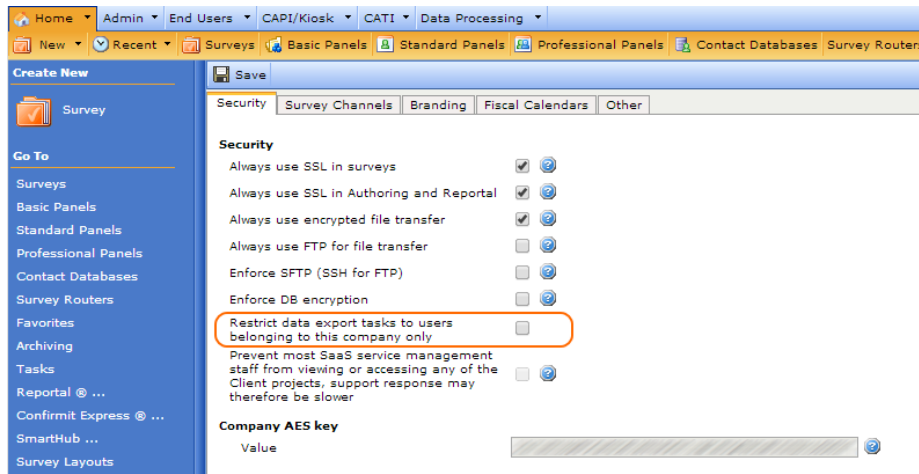 Home Admin End Users CAPI/Kiosk CATI Data Processing
New Recent Surveys Basic Panels Standard Panels Professional Panels Contact Databases Survey Routers
Create New
Survey
Go To
Surveys
Basic Panels
Standard Panels
Professional Panels
Contact Databases
Survey Routers
Favorites
Archiving
Tasks
Reportal ® ...
Confirmit Express ® ...
SmartHub ...
Survey Layouts
Save
Security Survey Channels Branding Fiscal Calendars Other
Security
Always use SSL in surveys
Always use SSL in Authoring and Reportal
Always use encrypted file transfer
Always use FTP for file transfer
Enforce SFTP (SSH for FTP)
Enforce DB encryption
Restrict data export tasks to users
belonging to this company only
Prevent most SaaS service management
staff from viewing or accessing any of the
Client projects, support response may
therefore be slower
Company AES key
Value